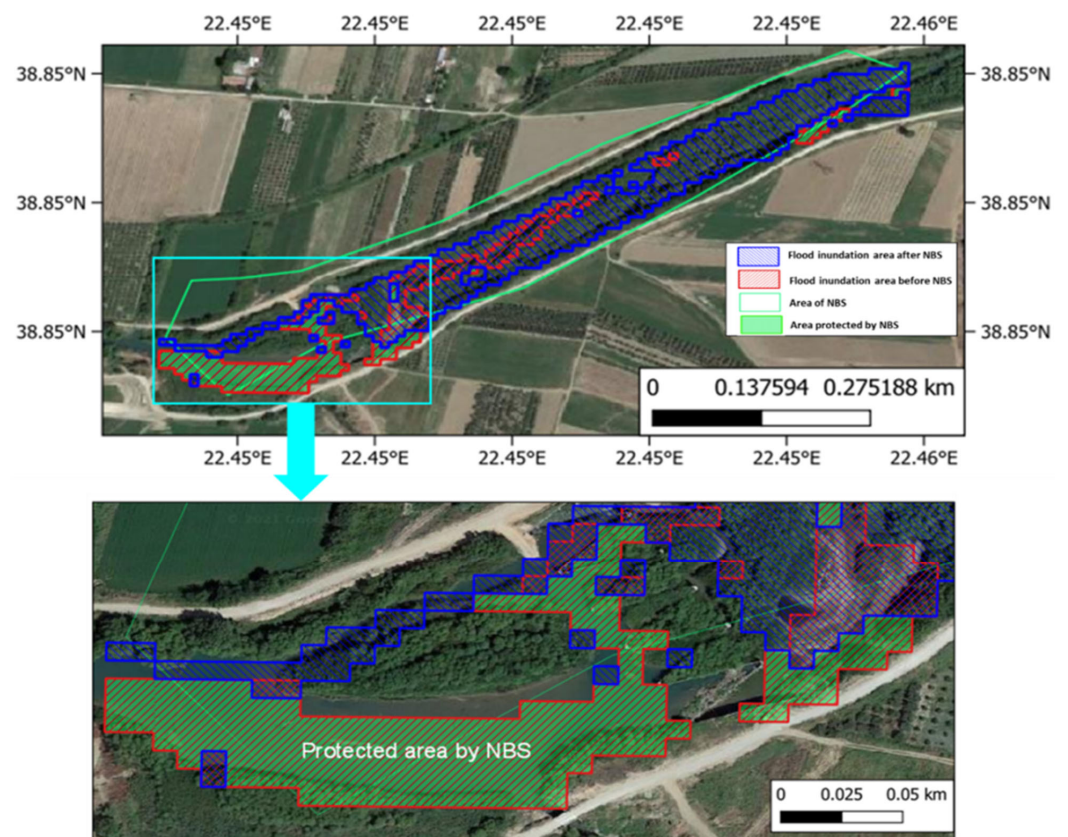 22.45°E 22.45°E 22.45°E 22.45°E 22.45°E 22.46°E
38.85°N 38.85°N
38.85°N 38.85°N
Flood inundation area after NBS
Flood inundation area before NBS
Area of NBS
Area protected by NBS
38.85°N 38.85°N
0 0.137594 0.275188 km
22.45°E 22.45°E 22.45°E 22.45°E 22.45°E 22.46°E
Protected area by NBS
0 0.025 0.05 km